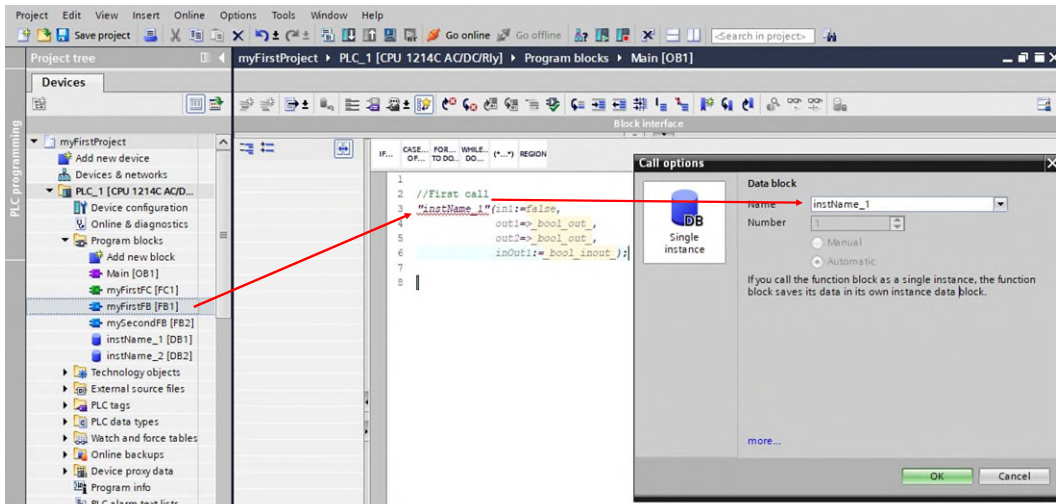 Project Edit View Insert Online Options Tools Window Help
Save project Go online Go offline <Search in project>
Project tree
myFirstProject ▸ PLC_1 [CPU 1214C AC/DC/Rly] ▸ Program blocks ▸ Main [OB1]
Devices
PLC programming
Block interface
myFirstProject
Add new device
Devices & networks
PLC_1 [CPU 1214C AC/D...
Device configuration
Online & diagnostics
Program blocks
Add new block
Main [OB1]
myFirstFC [FC1]
myFirstFB [FB1]
mySecondFB [FB2]
instName_1 [DB1]
instName_2 [DB2]
Technology objects
External source files
PLC tags
PLC data types
Watch and force tables
Online backups
Device proxy data
Program info
PLC alarm text lists
IF... CASE... OF... FOR... TO DO... WHILE... DO... (*...*) REGION
1
2 //First call
3 "instName_1"(in1:=false,
4 out1=>_bool_out_,
5 out2=>_bool_out_,
6 inOut1:=_bool_inout_);
7
8
Call options
Data block
DB
Single instance
Name instName_1
Number
Manual
Automatic
If you call the function block as a single instance, the function
block saves its data in its own instance data block.
more...
OK Cancel